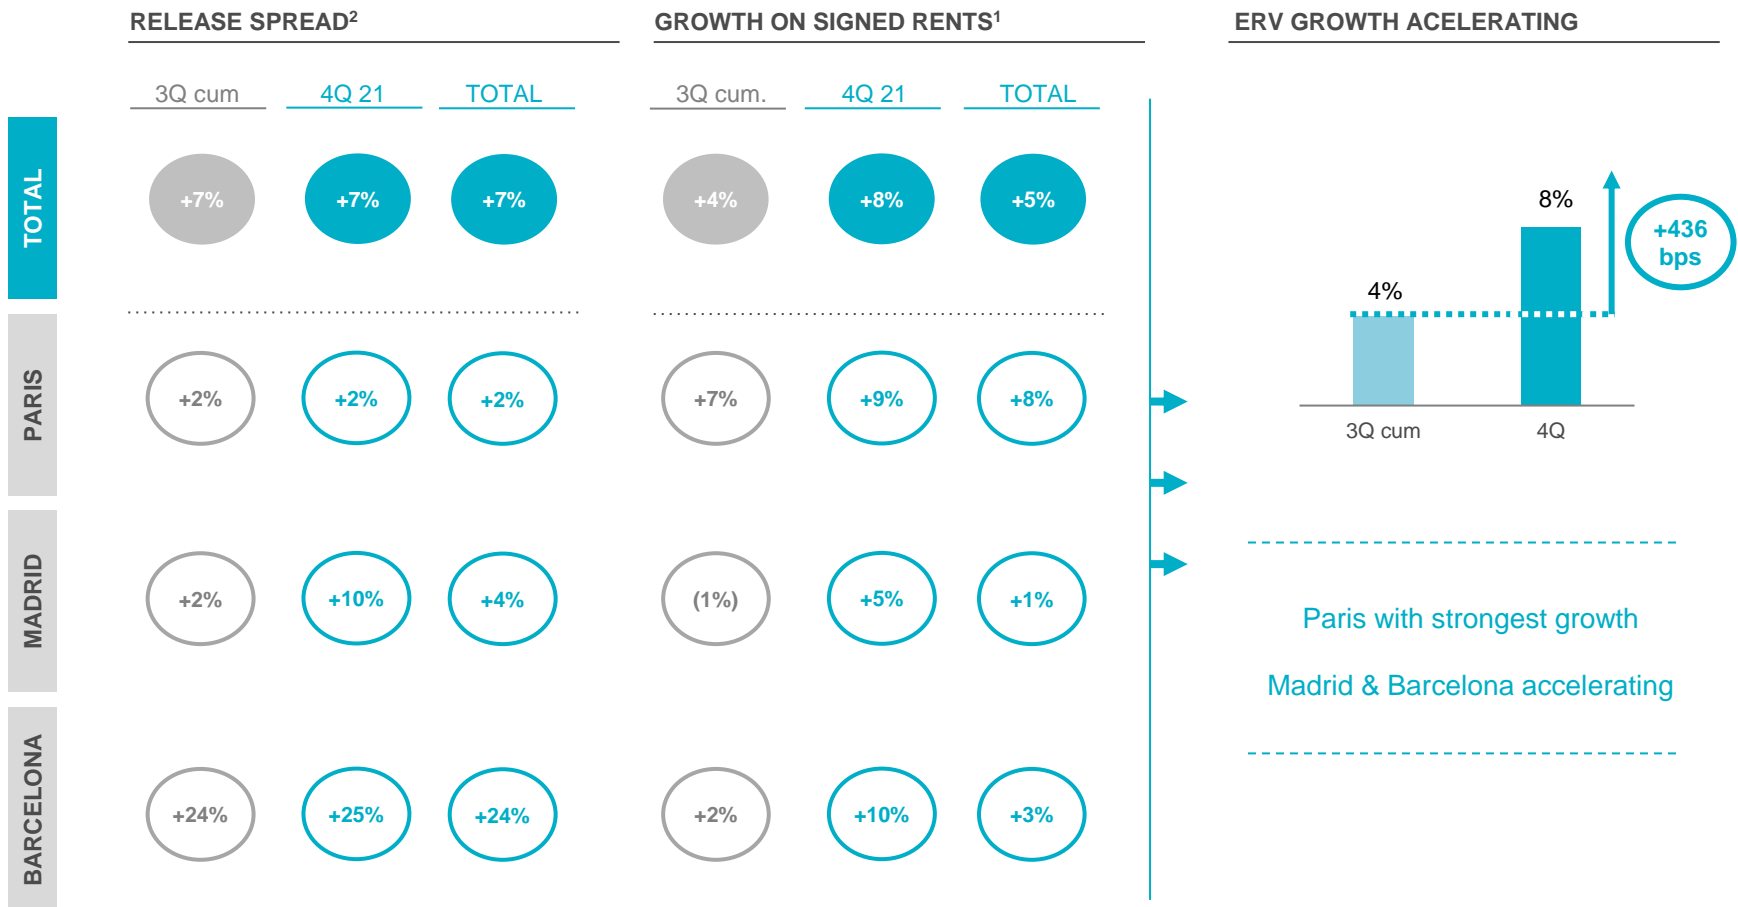 RELEASE SPREAD²
GROWTH ON SIGNED RENTS¹
ERV GROWTH ACELERATING
3Q cum
4Q 21
TOTAL
3Q cum.
4Q 21
TOTAL
TOTAL
+7%
+7%
+7%
+4%
+8%
+5%
PARIS
+2%
+2%
+2%
+7%
+9%
+8%
MADRID
+2%
+10%
+4%
(1%)
+5%
+1%
BARCELONA
+24%
+25%
+24%
+2%
+10%
+3%
4%
8%
+436
bps
3Q cum
4Q
Paris with strongest growth
Madrid & Barcelona accelerating